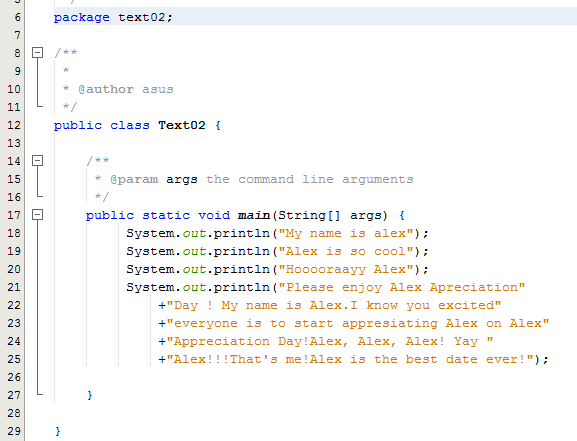 5 */
6 package text02;
7
8 /**
9 *
10 * @author asus
11 */
12 public class Text02 {
13
14 /**
15 * @param args the command line arguments
16 */
17 public static void main(String[] args) {
18 System.out.println("My name is alex");
19 System.out.println("Alex is so cool");
20 System.out.println("Hooooraayy Alex");
21 System.out.println("Please enjoy Alex Apreciation"
22 +"Day ! My name is Alex.I know you excited"
23 +"everyone is to start appresiating Alex on Alex"
24 +"Appreciation Day!Alex, Alex, Alex! Yay "
25 +"Alex!!!That's me!Alex is the best date ever!");
26
27 }
28
29 }